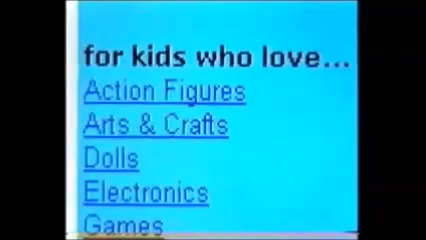 for kids who love...
Action Figures
Arts & Crafts
Dolls
Electronics
Games